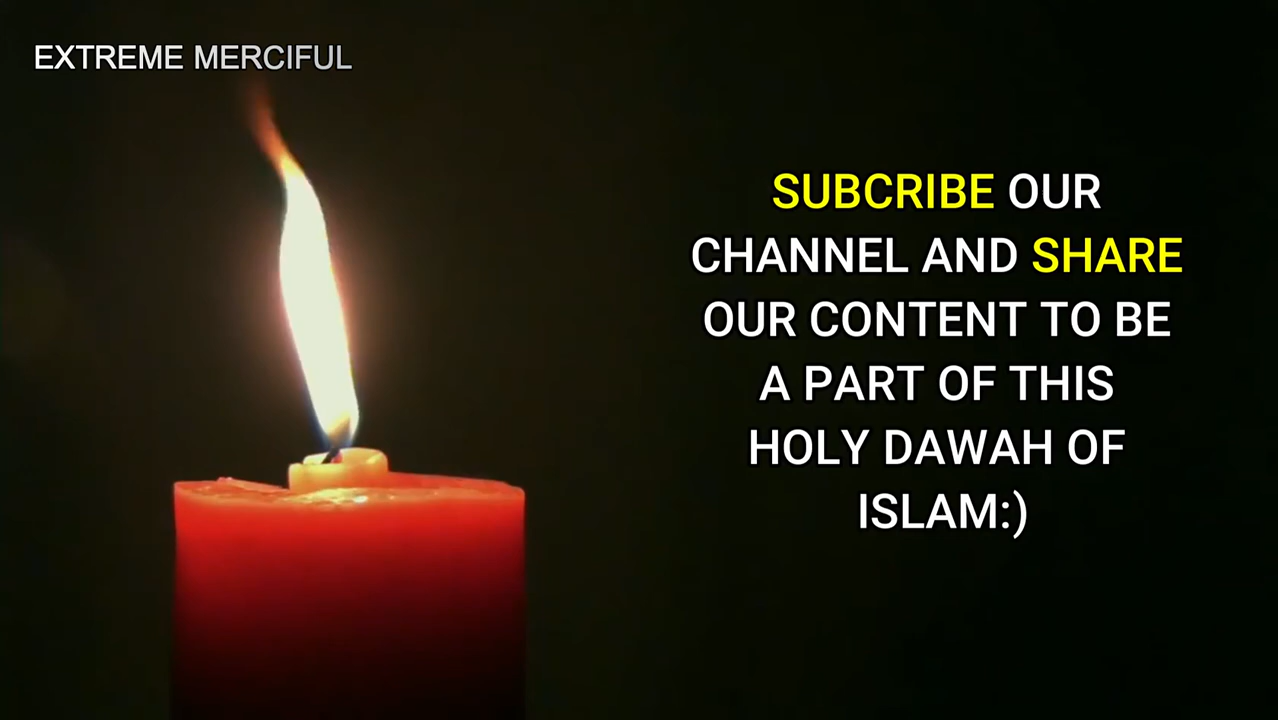 EXTREME MERCIFUL
SUBCRIBE OUR
CHANNEL AND SHARE
OUR CONTENT TO BE
A PART OF THIS
HOLY DAWAH OF
ISLAM:)